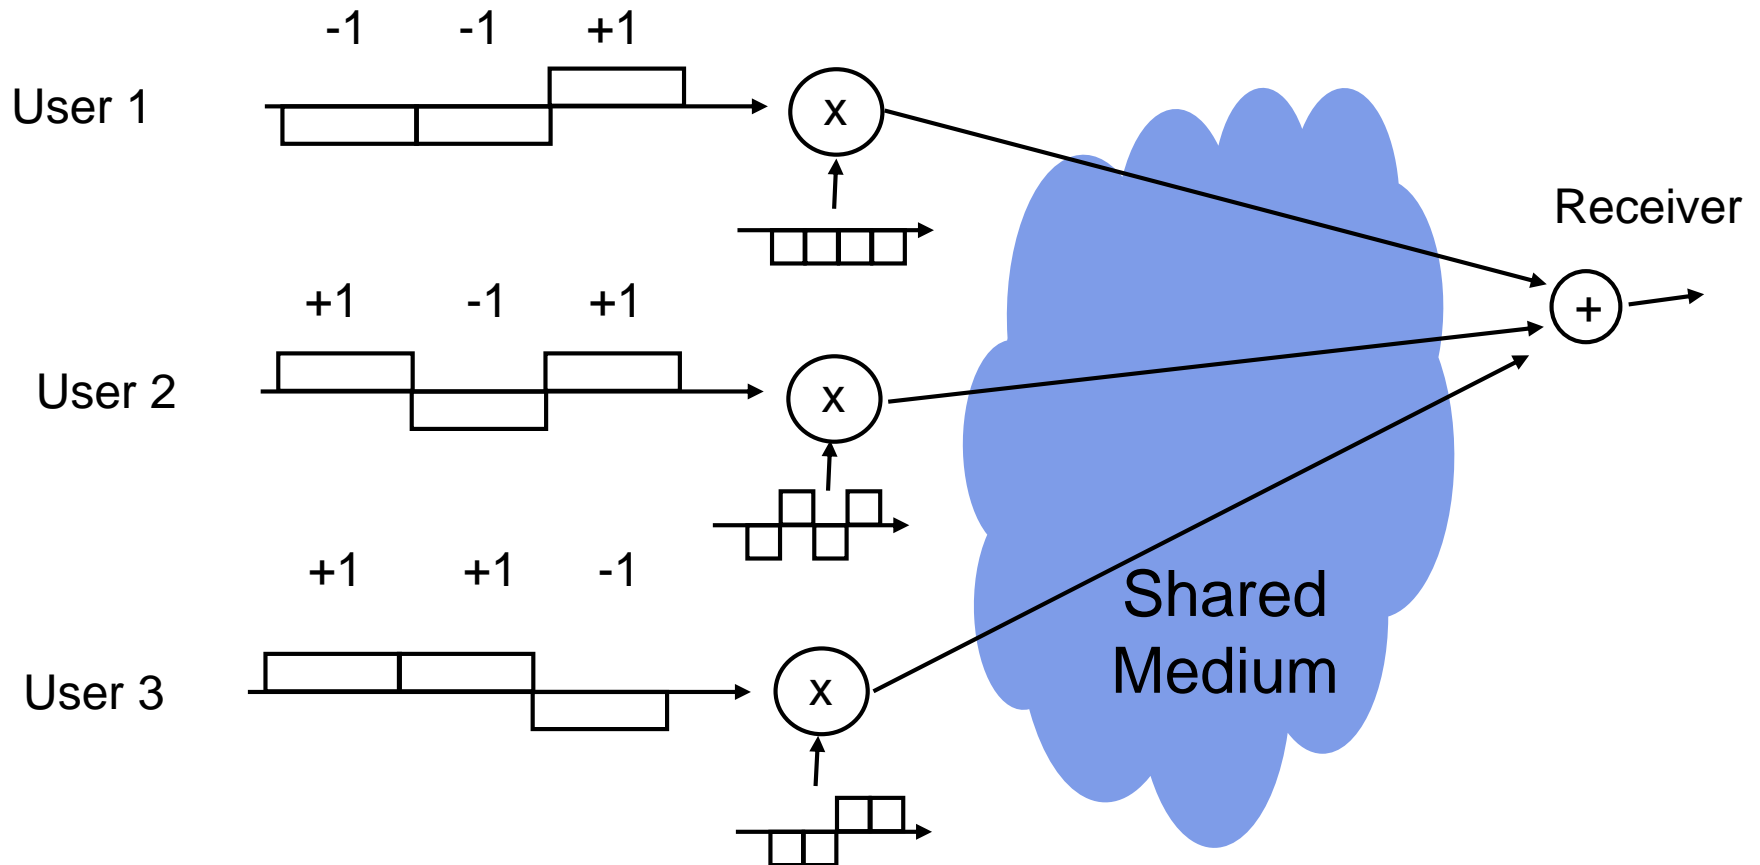 -1 -1 +1
User 1
x
Receiver
+1 -1 +1
+
User 2
x
+1 +1 -1
Shared
Medium
User 3
x